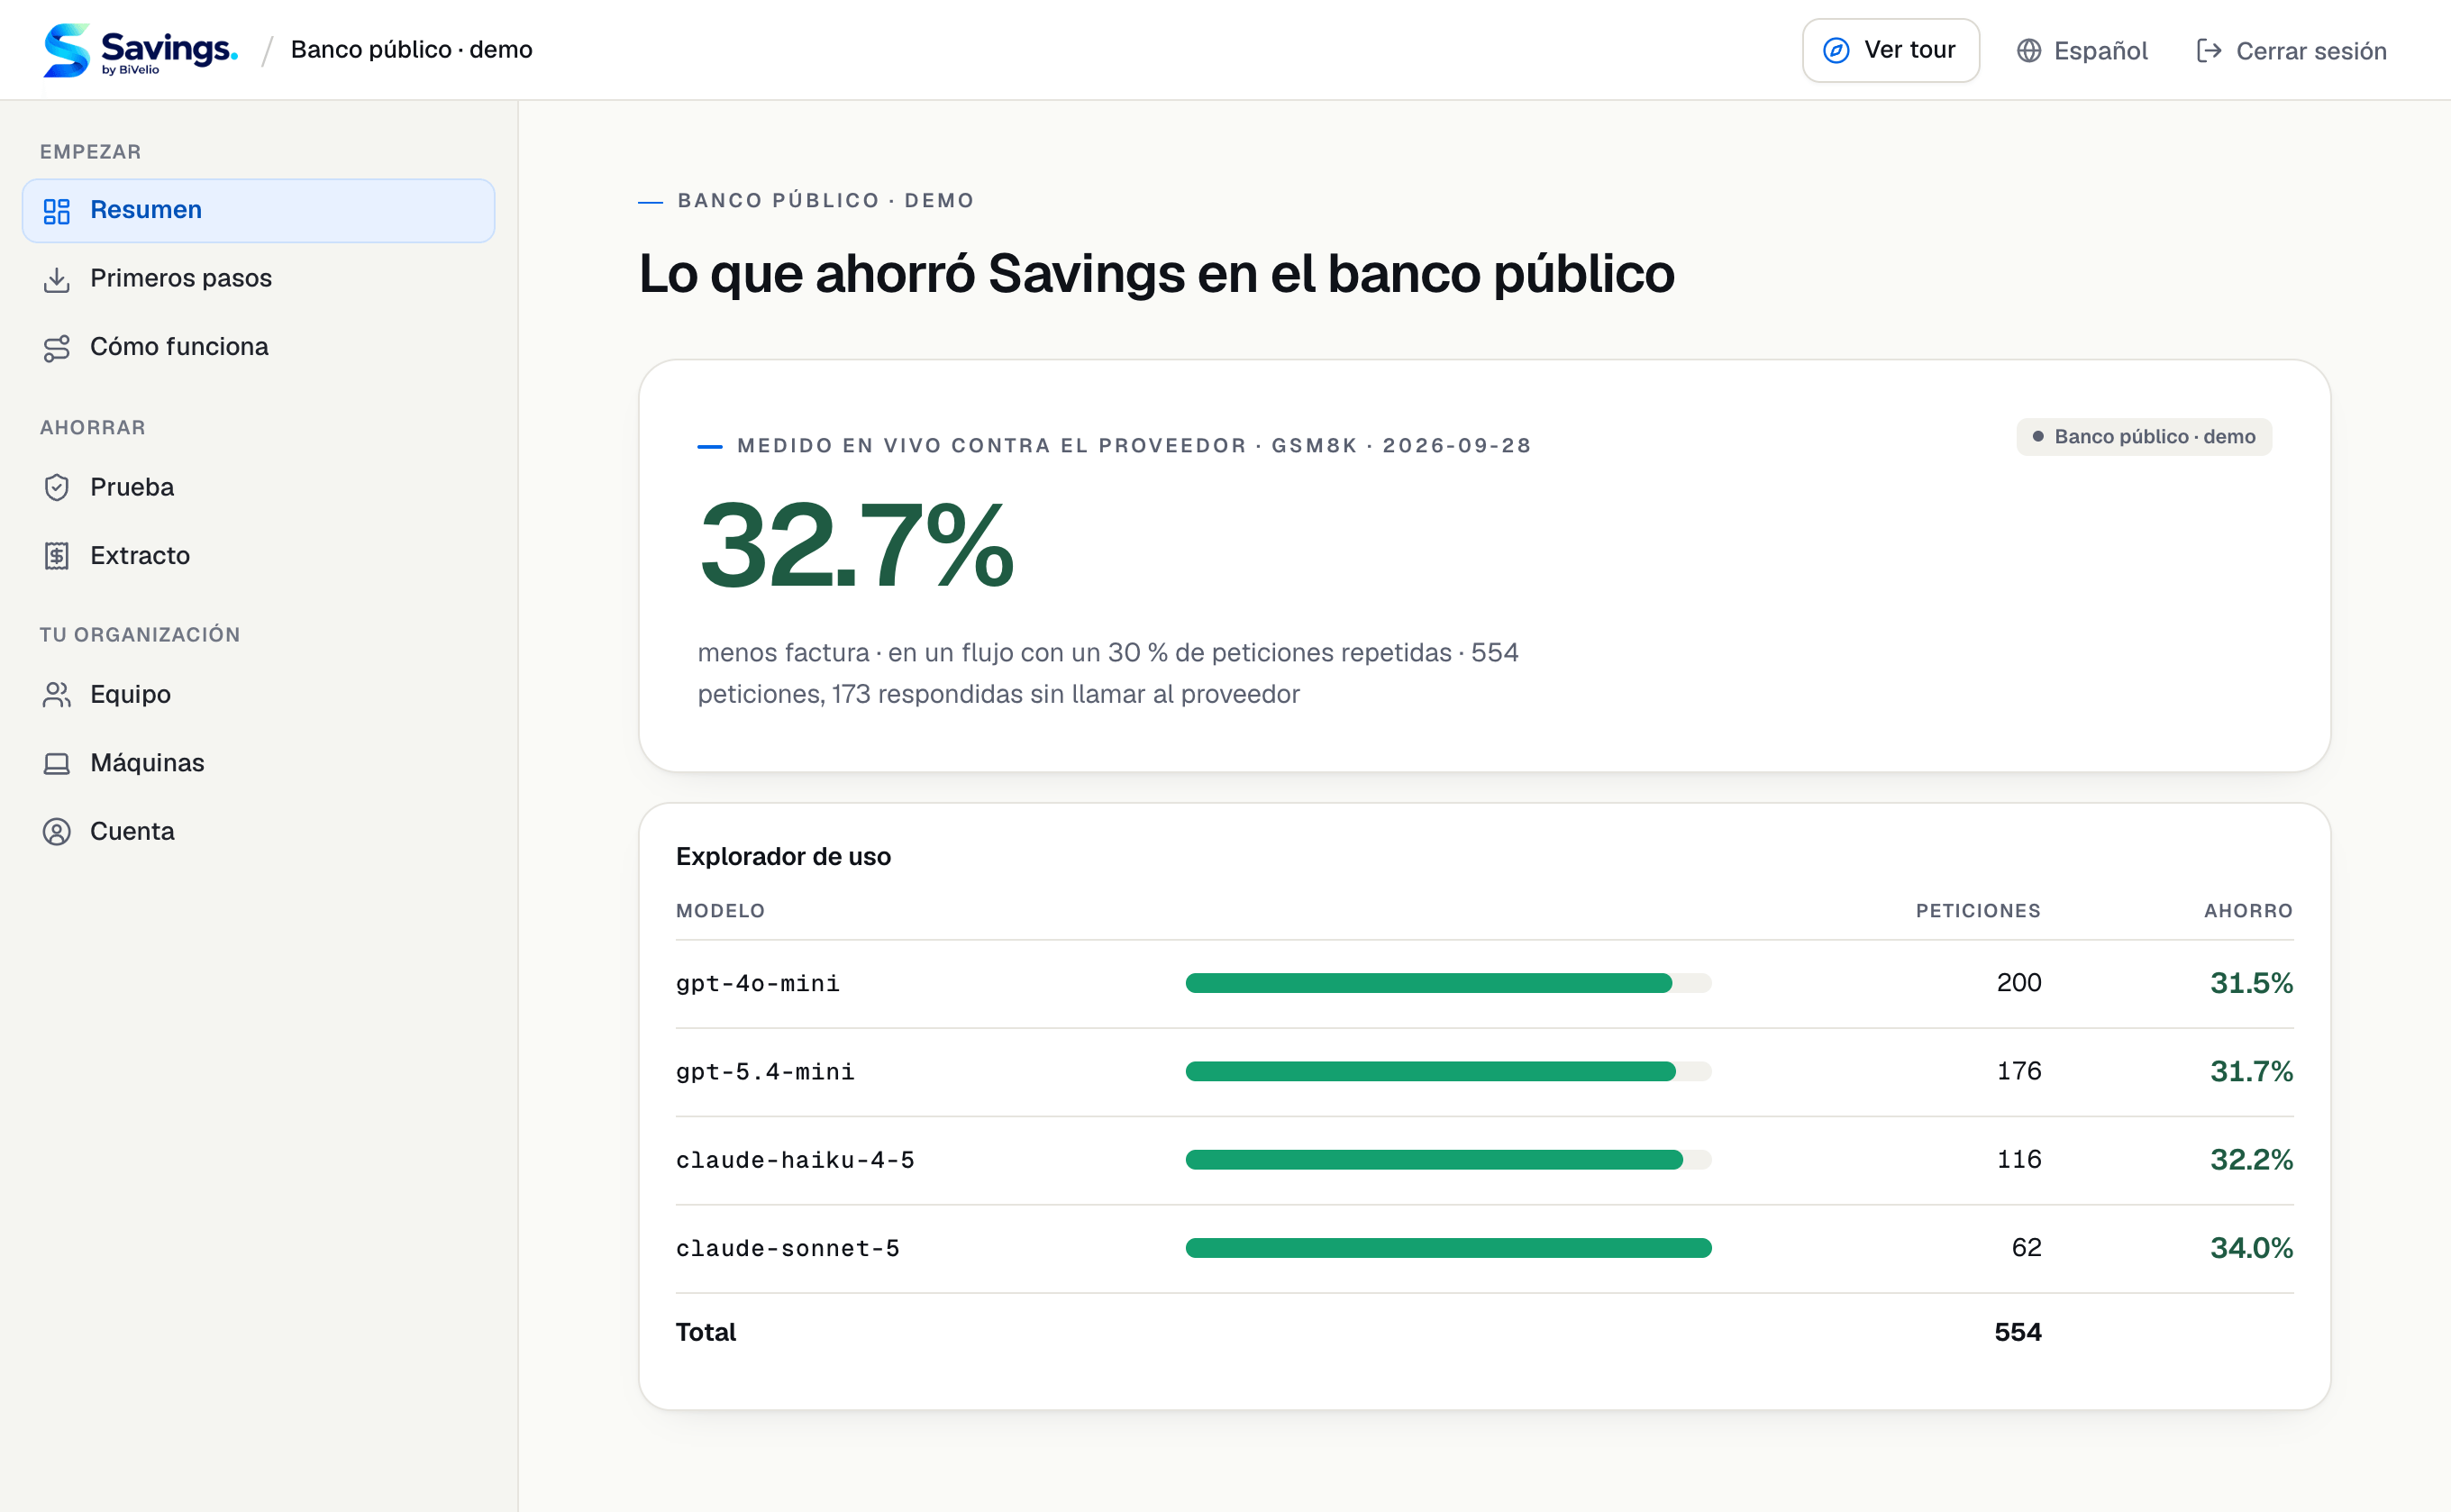 Savings.
by BiVelio
/
Banco público · demo
Ver tour
Español
Cerrar sesión
EMPEZAR
Resumen
Primeros pasos
Cómo funciona
AHORRAR
Prueba
Extracto
TU ORGANIZACIÓN
Equipo
Máquinas
Cuenta
BANCO PÚBLICO · DEMO
Lo que ahorró Savings en el banco público
MEDIDO EN VIVO CONTRA EL PROVEEDOR · GSM8K · 2026-09-28
Banco público · demo
32.7%
menos factura · en un flujo con un 30 % de peticiones repetidas · 554
peticiones, 173 respondidas sin llamar al proveedor
Explorador de uso
MODELO PETICIONES AHORRO
gpt-4o-mini 200 31.5%
gpt-5.4-mini 176 31.7%
claude-haiku-4-5 116 32.2%
claude-sonnet-5 62 34.0%
Total 554